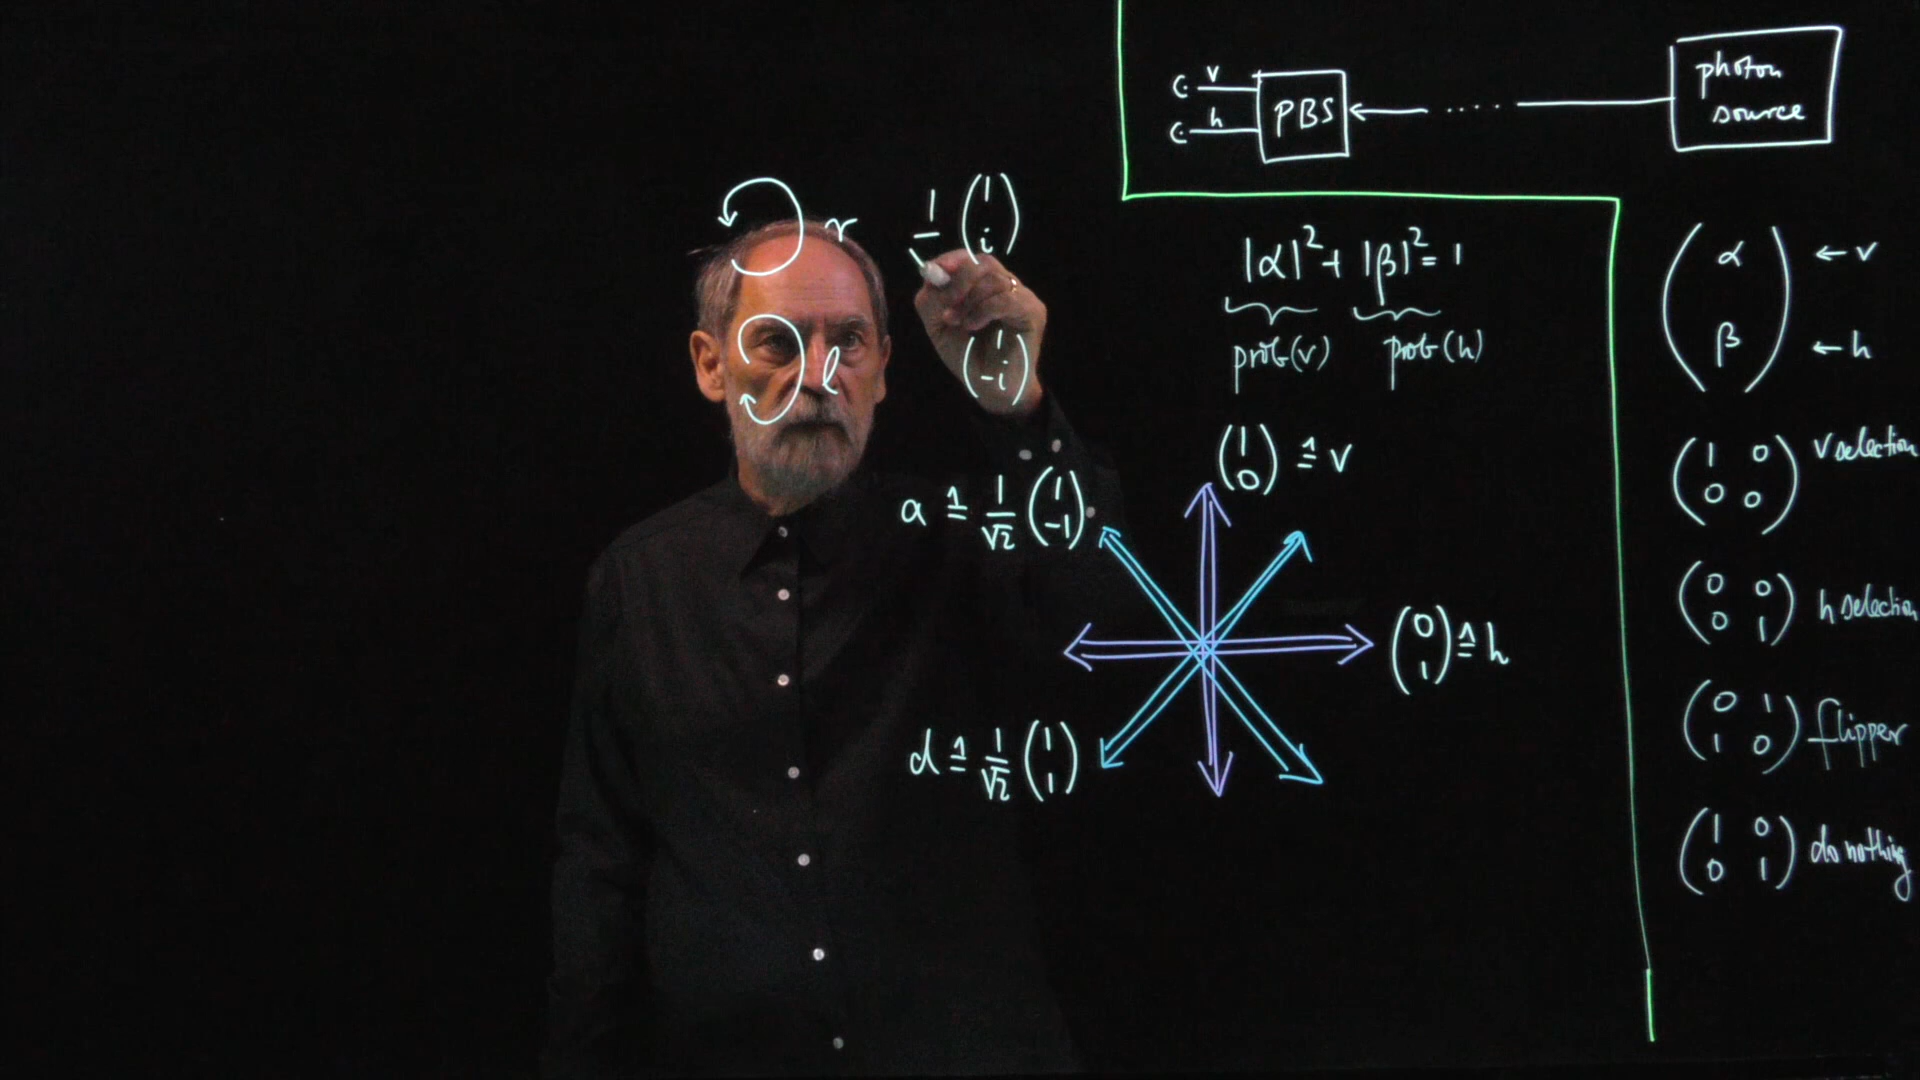 v
h
PBS
....
photon
source
r 1/√ (1 i)
l (1 -i)
|α|² + |β|² = 1
prob(v) prob(h)
(α β) ← v ← h
(1 0) ≙ v
a ≙ 1/√2 (1 -1)
(0 1) ≙ h
d ≙ 1/√2 (1 1)
(1 0 0 0) v selection
(0 0 0 1) h selection
(0 1 1 0) flipper
(1 0 0 1) do nothing